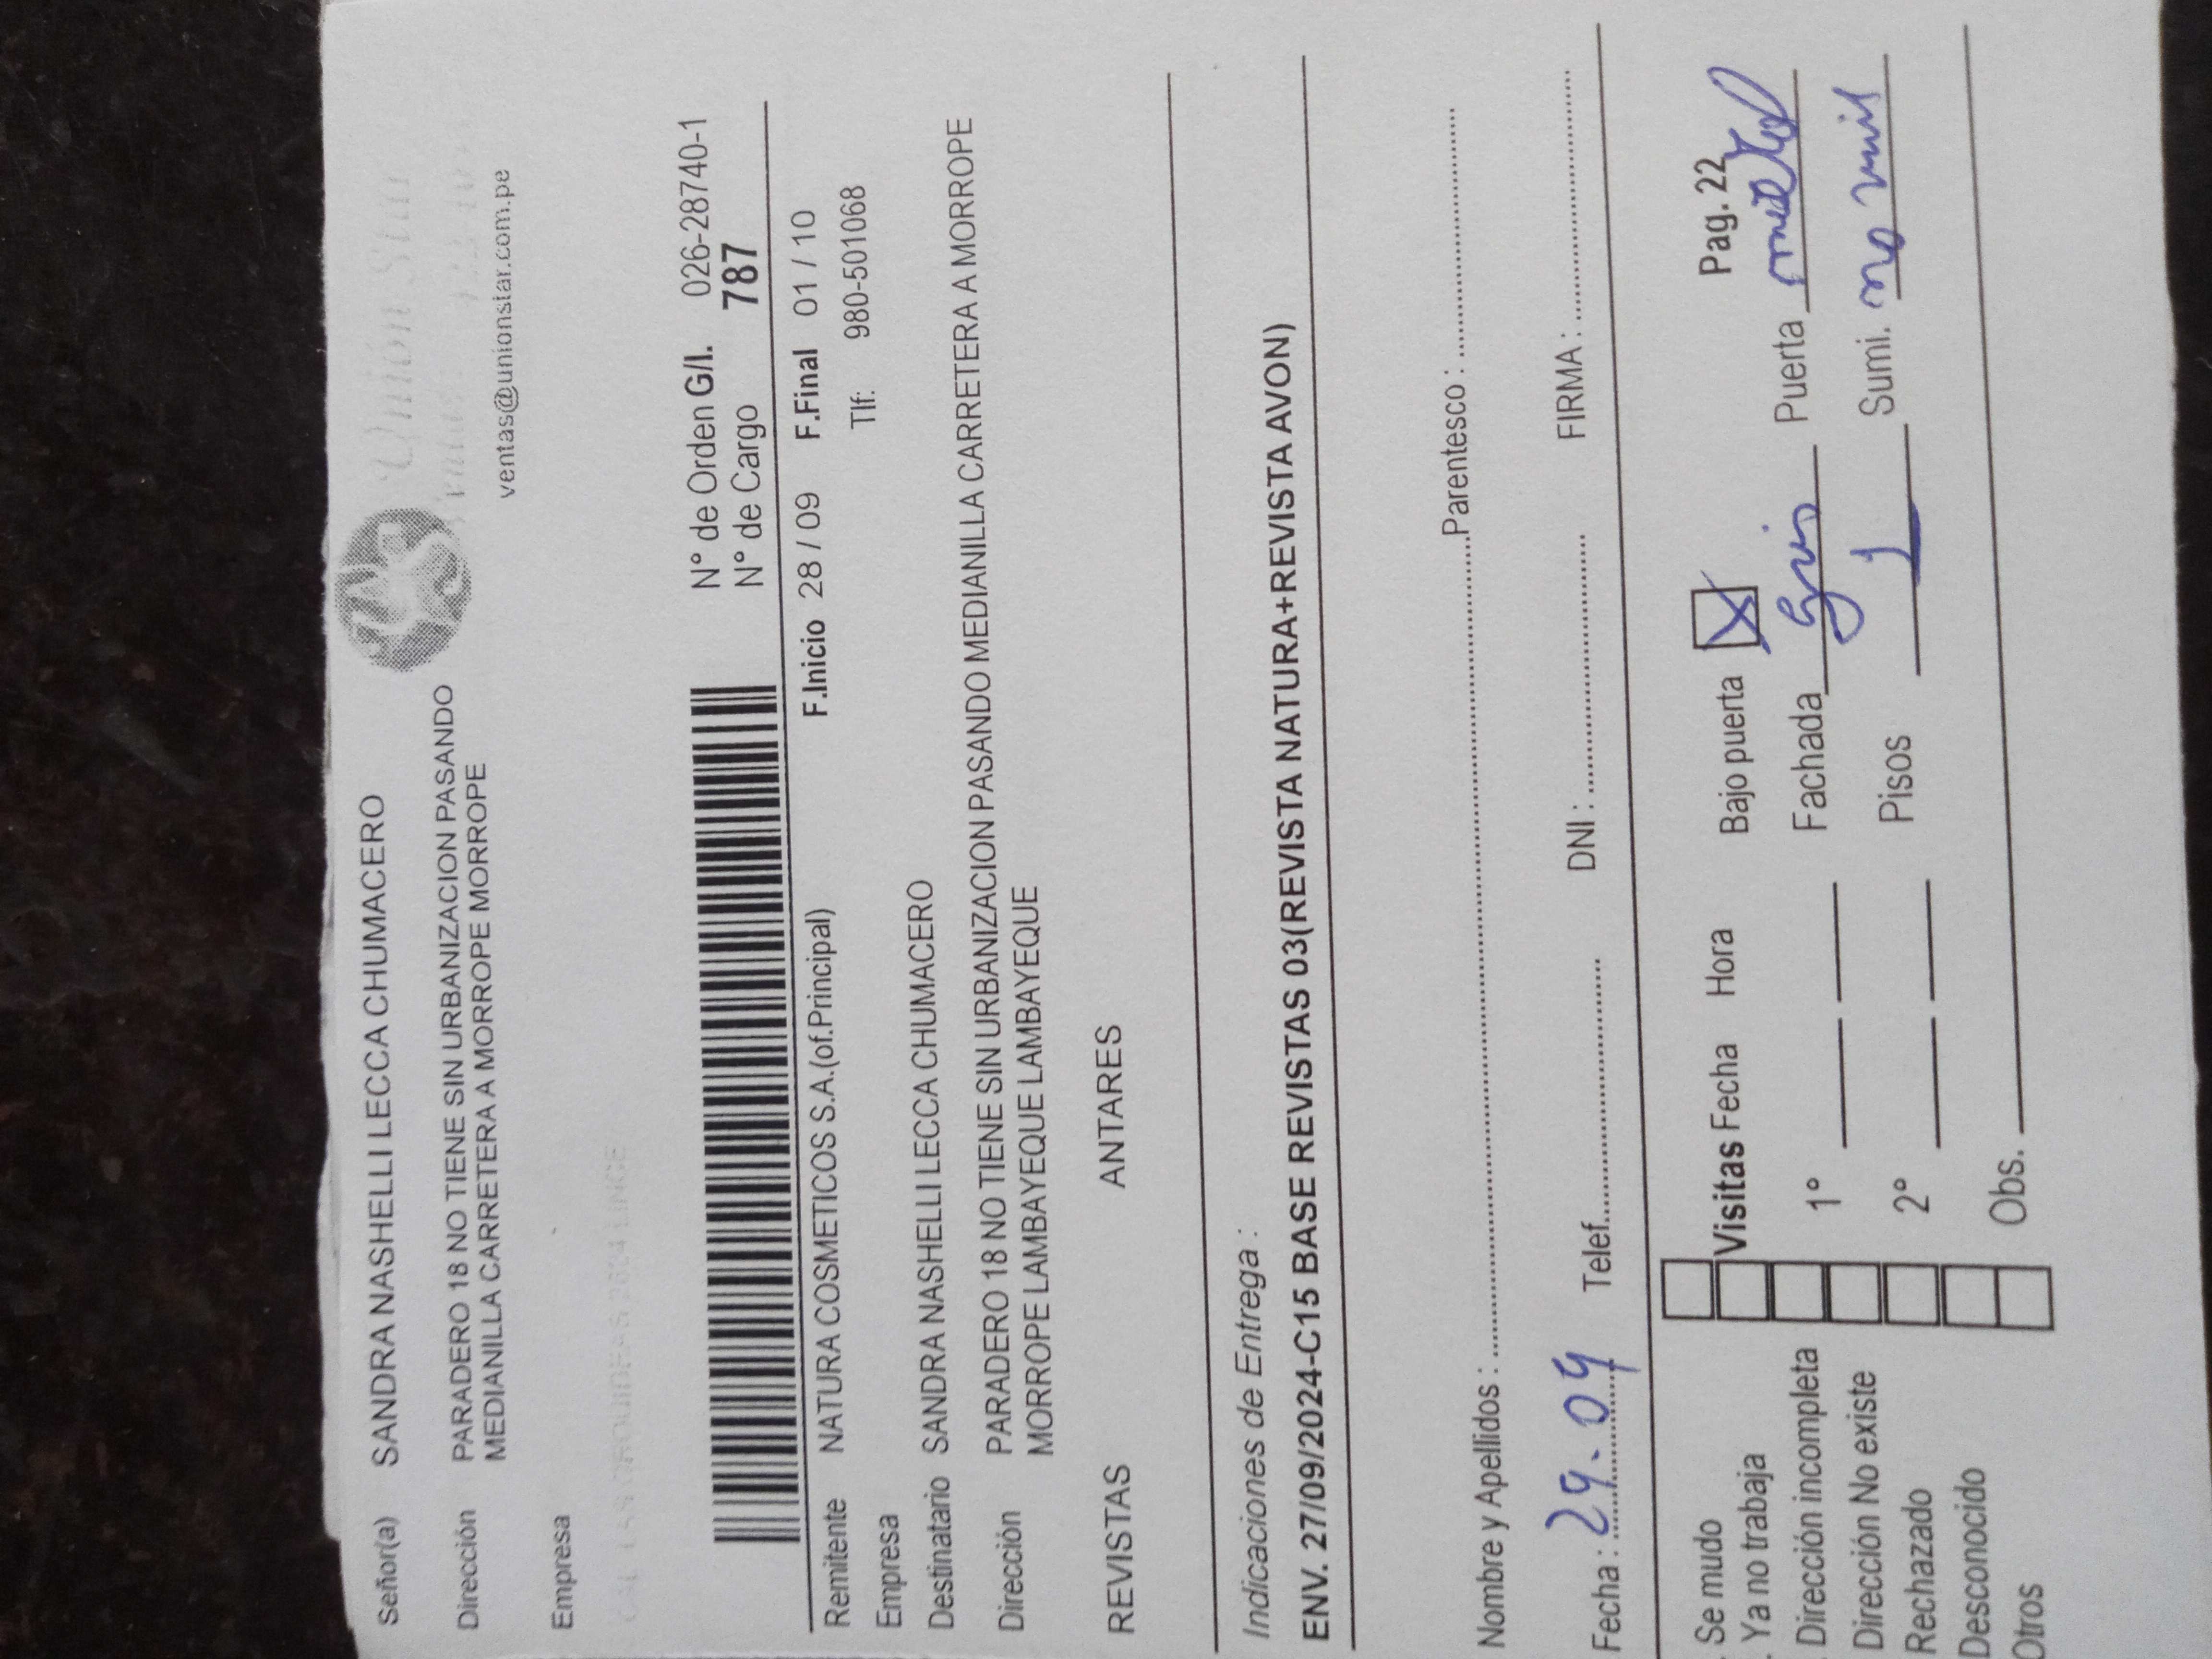 Señor(a) SANDRA NASHELLI LECCA CHUMACERO
Unión Star
ventas@unionstar.com.pe
Dirección PARADERO 18 NO TIENE SIN URBANIZACION PASANDO
MEDIANILLA CARRETERA A MORROPE MORROPE
Empresa
N° de Orden G/I. 026-28740-1
N° de Cargo 787
F.Inicio 28 / 09 F.Final 01 / 10
Remitente NATURA COSMETICOS S.A.(of.Principal)
Tlf: 980-501068
Empresa
Destinatario SANDRA NASHELLI LECCA CHUMACERO
Dirección PARADERO 18 NO TIENE SIN URBANIZACION PASANDO MEDIANILLA CARRETERA A MORROPE
MORROPE LAMBAYEQUE LAMBAYEQUE
REVISTAS ANTARES
Indicaciones de Entrega :
ENV. 27/09/2024-C15 BASE REVISTAS 03(REVISTA NATURA+REVISTA AVON)
Nombre y Apellidos : Parentesco :
Fecha : 29.09 Telef. DNI : FIRMA :
Se mudo
Ya no trabaja
Dirección incompleta
Dirección No existe
Rechazado
Desconocido
Otros
Visitas Fecha Hora Bajo puerta X Pag. 22
1° Fachada Puerta
2° Pisos 1 Sumi.
Obs.